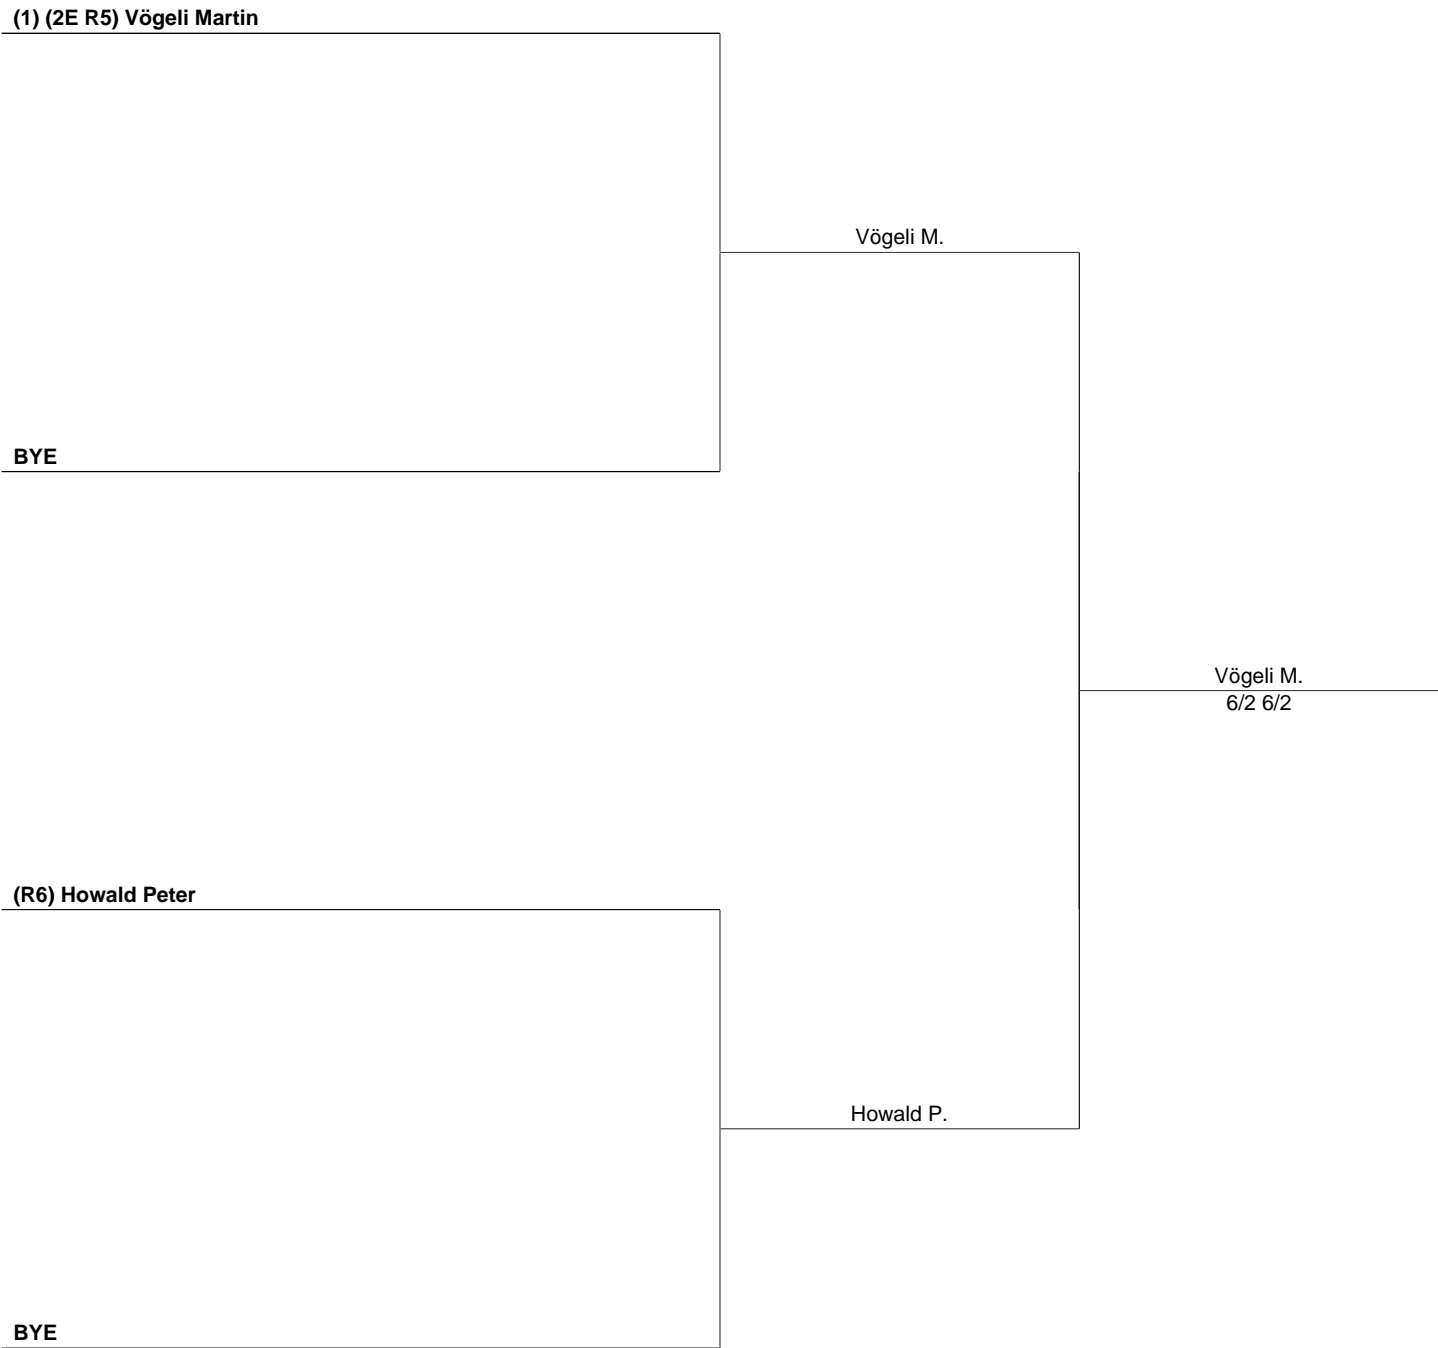 (1) (2E R5) Vögeli Martin
Vögeli M.
BYE
Vögeli M.
6/2 6/2
(R6) Howald Peter
Howald P.
BYE